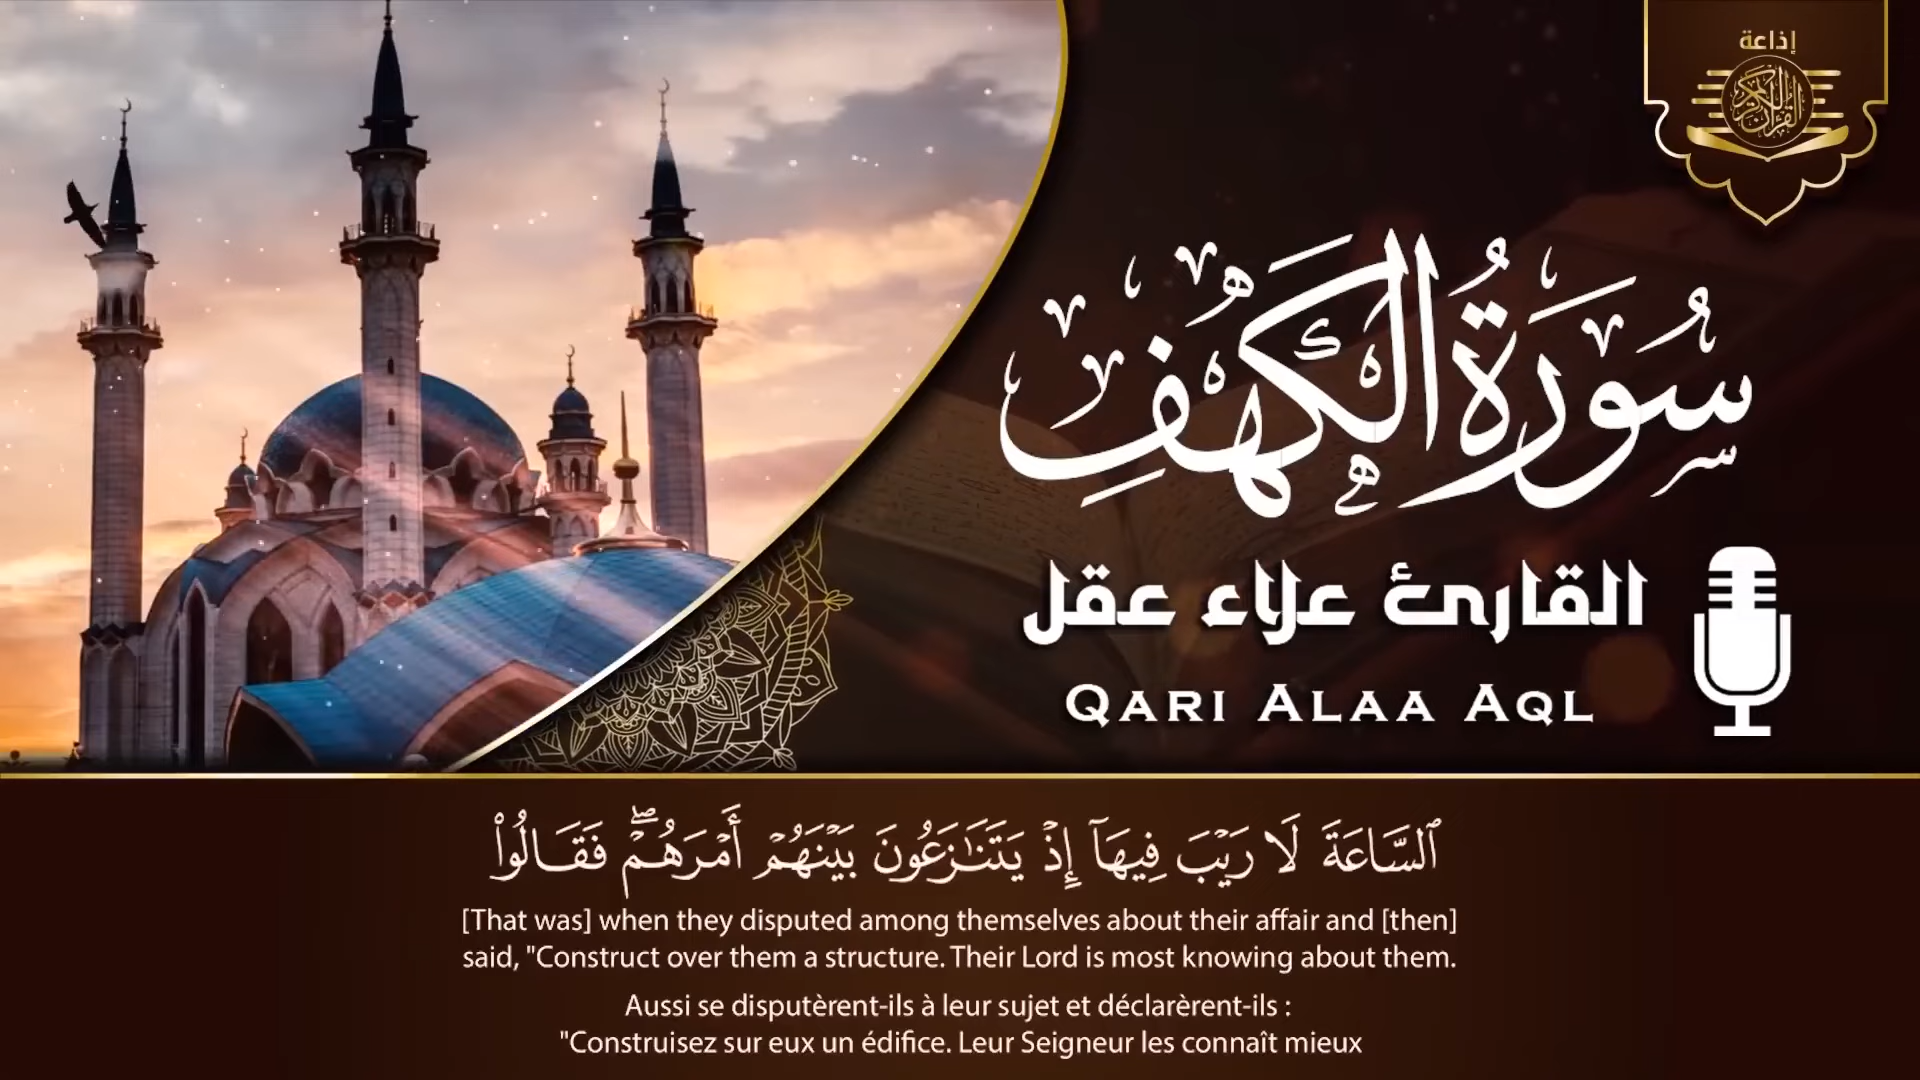 إذاعة
القرآن الكريم
سُورَةُ الكَهْفِ
القارئ علاء عقل
QARI ALAA AQL
ٱلسَّاعَةَ لَا رَيْبَ فِيهَآ إِذْ يَتَنَـٰزَعُونَ بَيْنَهُمْ أَمْرَهُمْ ۖ فَقَالُوا۟
[That was] when they disputed among themselves about their affair and [then]
said, "Construct over them a structure. Their Lord is most knowing about them.
Aussi se disputèrent-ils à leur sujet et déclarèrent-ils :
"Construisez sur eux un édifice. Leur Seigneur les connaît mieux